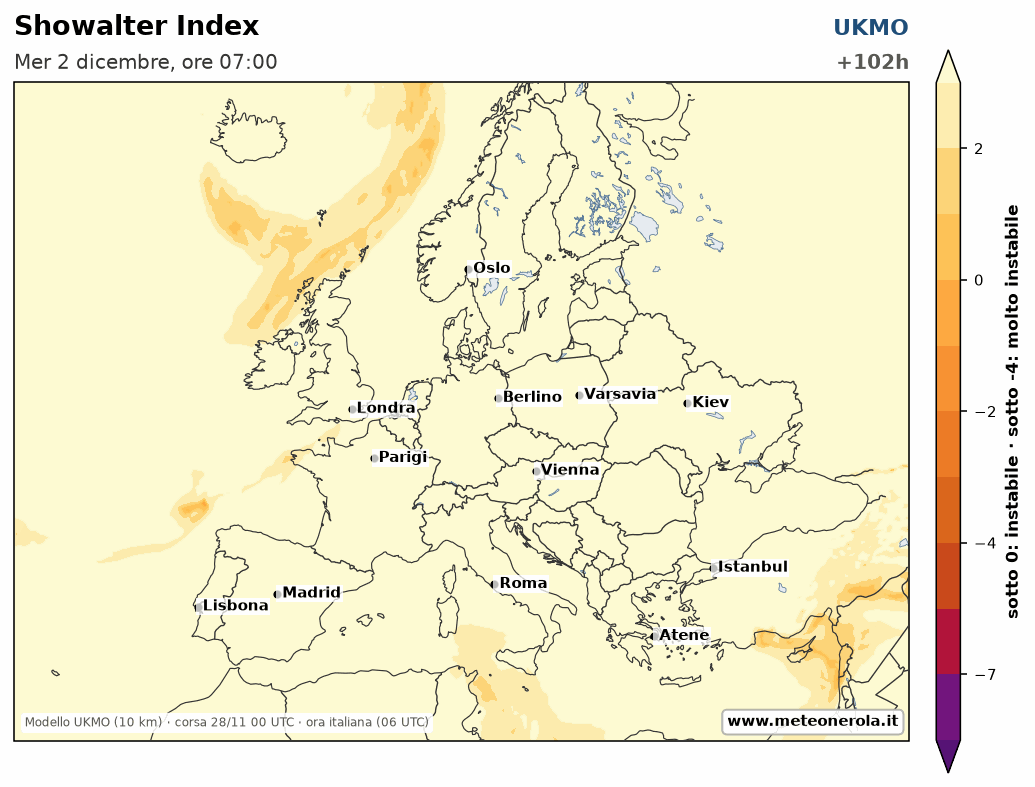 Showalter Index
UKMO
Mer 2 dicembre, ore 07:00
+102h
2
0
−2
−4
−7
sotto 0: instabile · sotto -4: molto instabile
Oslo
Berlino
Varsavia
Kiev
Londra
Parigi
Vienna
Istanbul
Roma
Madrid
Lisbona
Atene
Modello UKMO (10 km) · corsa 28/11 00 UTC · ora italiana (06 UTC)
www.meteonerola.it